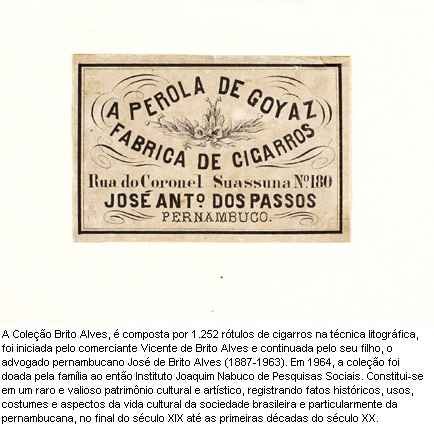 A PEROLA DE GOYAZ
FABRICA DE CIGARROS
Rua do Coronel Suassuna Nº 180
JOSÉ ANTº DOS PASSOS
PERNAMBUCO.
A Coleção Brito Alves, é composta por 1.252 rótulos de cigarros na técnica litográfica,
foi iniciada pelo comerciante Vicente de Brito Alves e continuada pelo seu filho, o
advogado pernambucano José de Brito Alves (1887-1963). Em 1964, a coleção foi
doada pela família ao então Instituto Joaquim Nabuco de Pesquisas Sociais. Constitui-se
em um raro e valioso patrimônio cultural e artístico, registrando fatos históricos, usos,
costumes e aspectos da vida cultural da sociedade brasileira e particularmente da
pernambucana, no final do século XIX até as primeiras décadas do século XX.